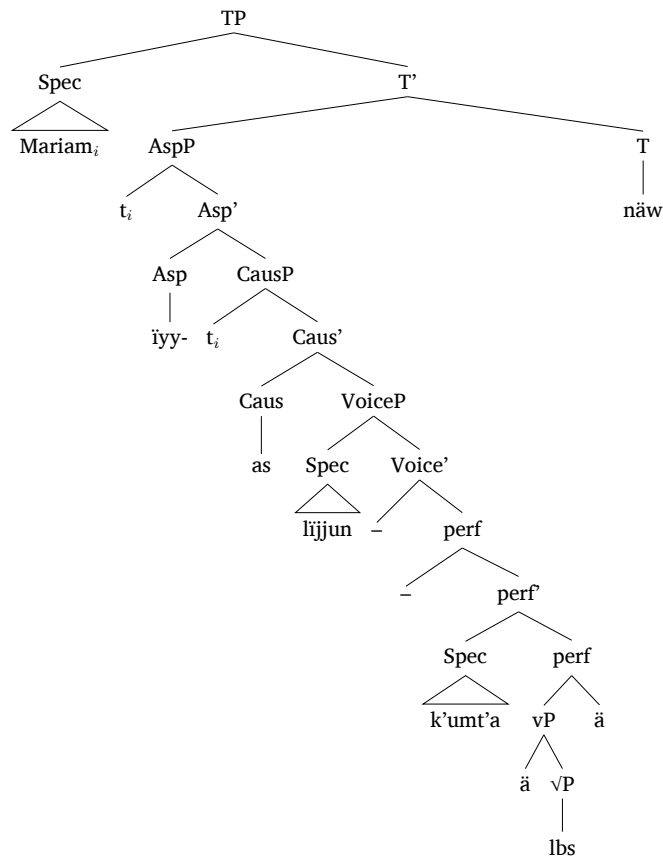 TP
Spec T’
Mariamᵢ AspP T
tᵢ Asp’ näw
Asp CausP
ïyy- tᵢ Caus’
Caus VoiceP
as Spec Voice’
lïjjun – perf
– perf’
Spec perf
k’umt’a vP ä
ä √P
lbs